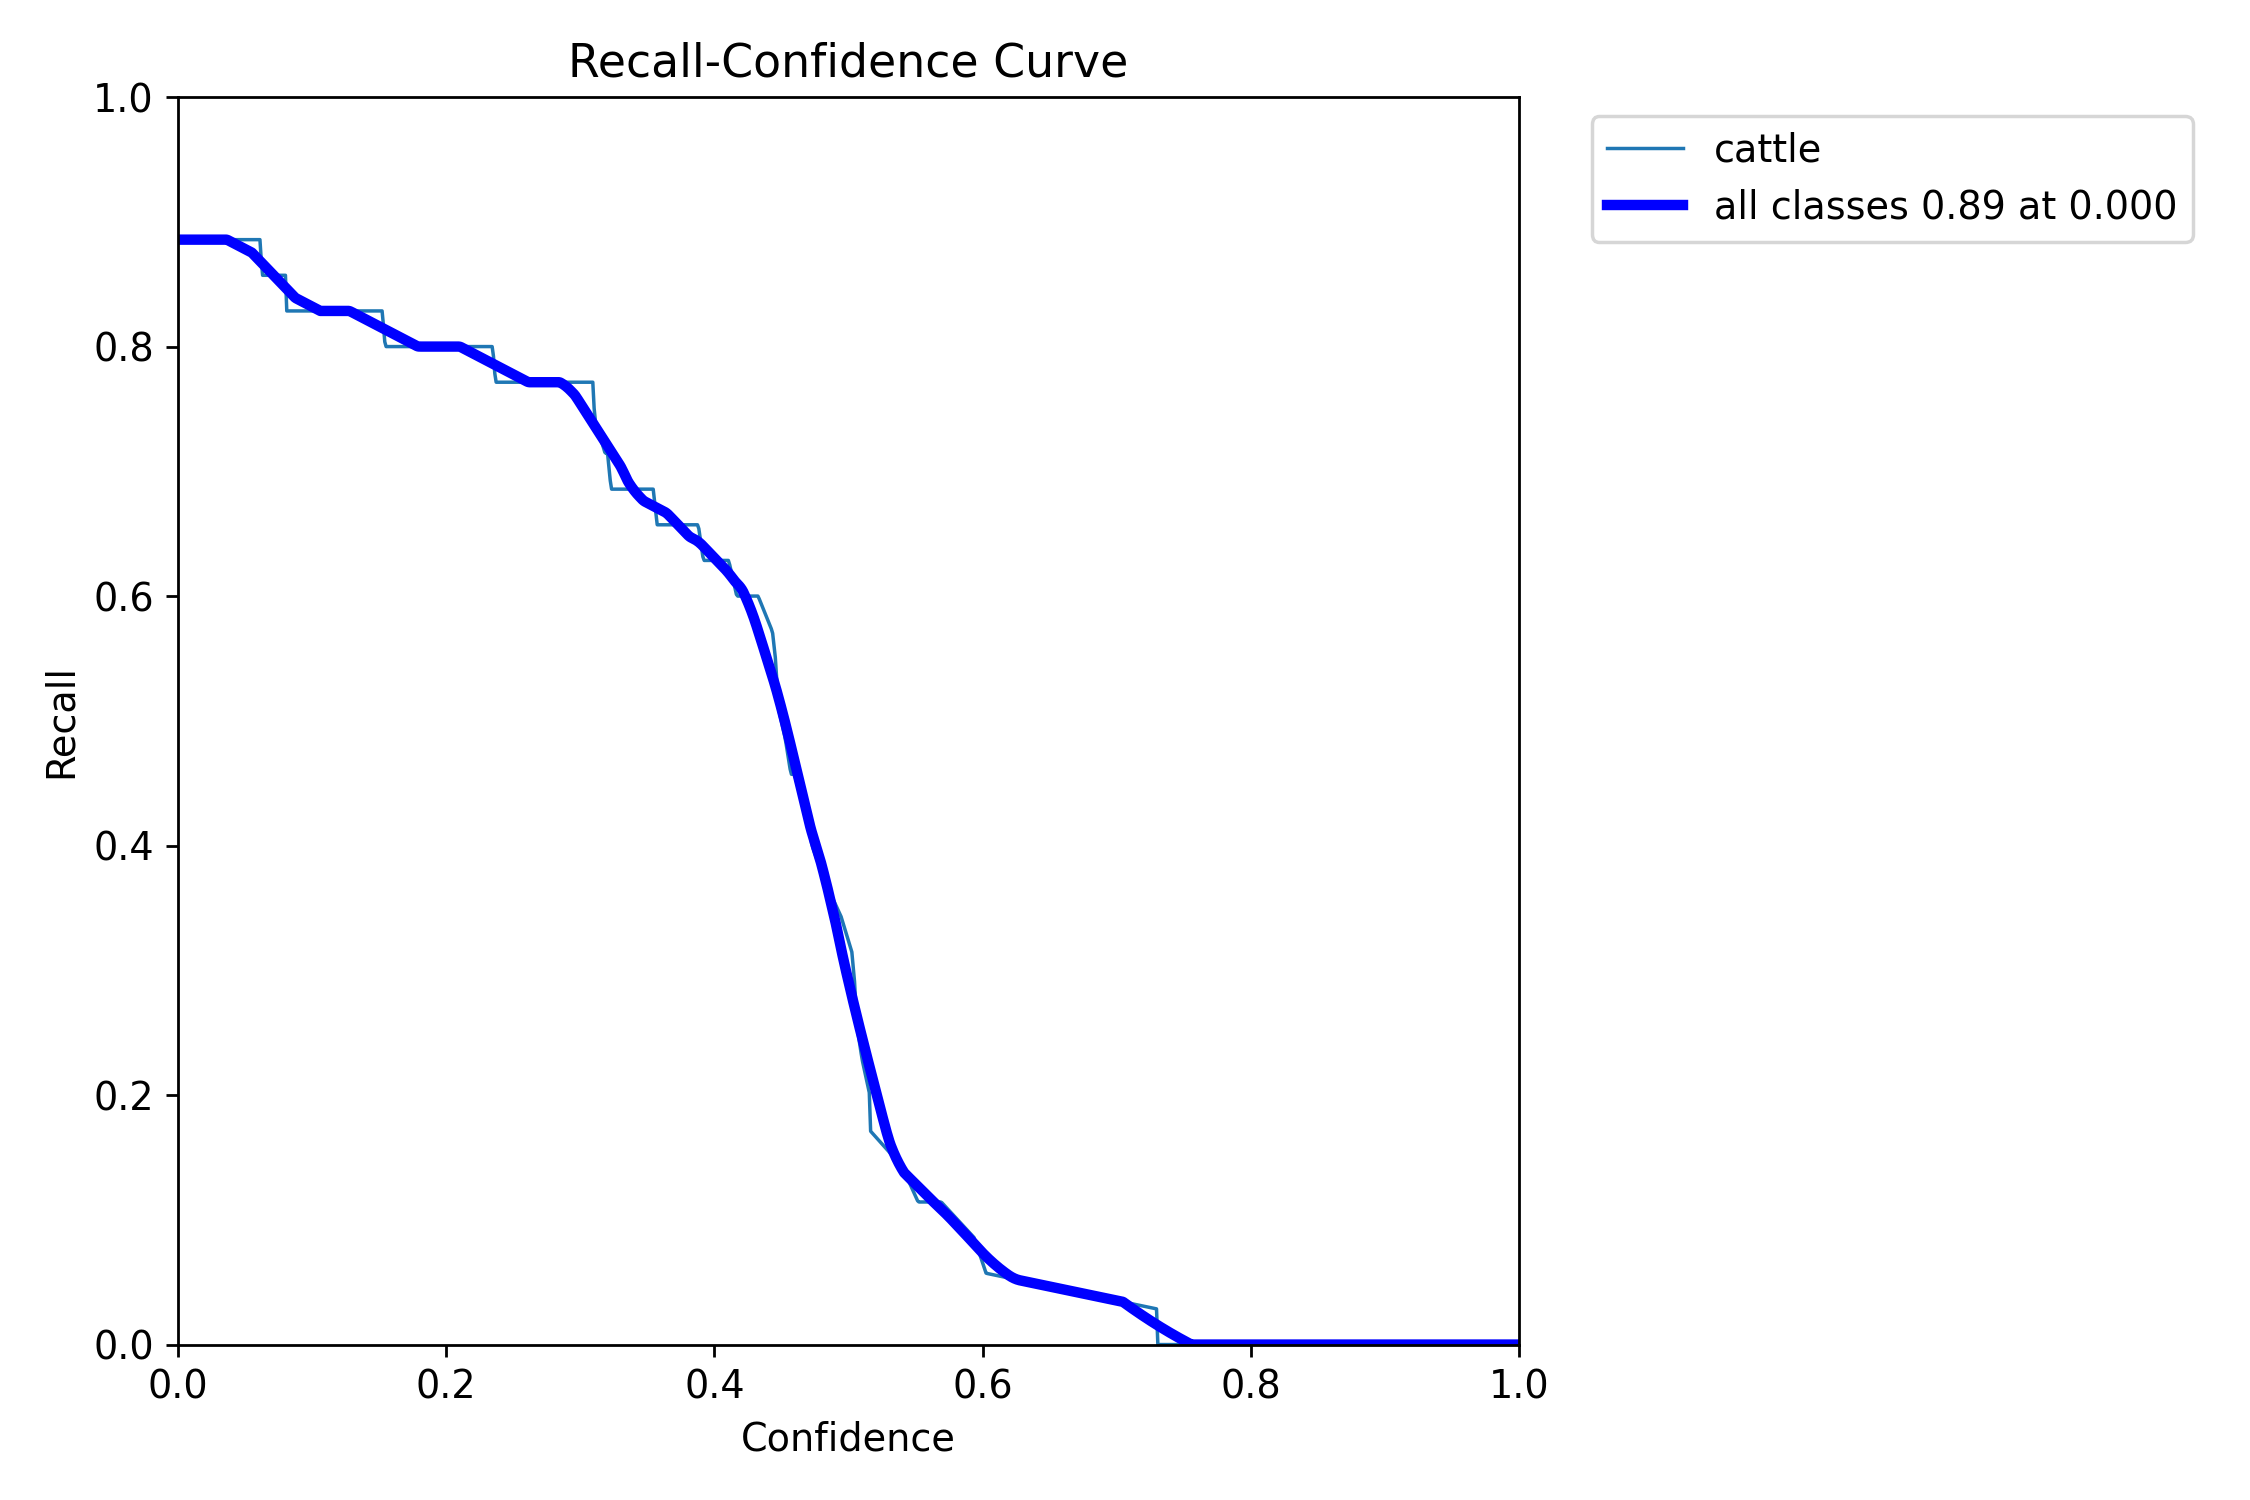 Recall-Confidence Curve
1.0
0.8
0.6
0.4
0.2
0.0
Recall
0.0 0.2 0.4 0.6 0.8 1.0
Confidence
cattle
all classes 0.89 at 0.000